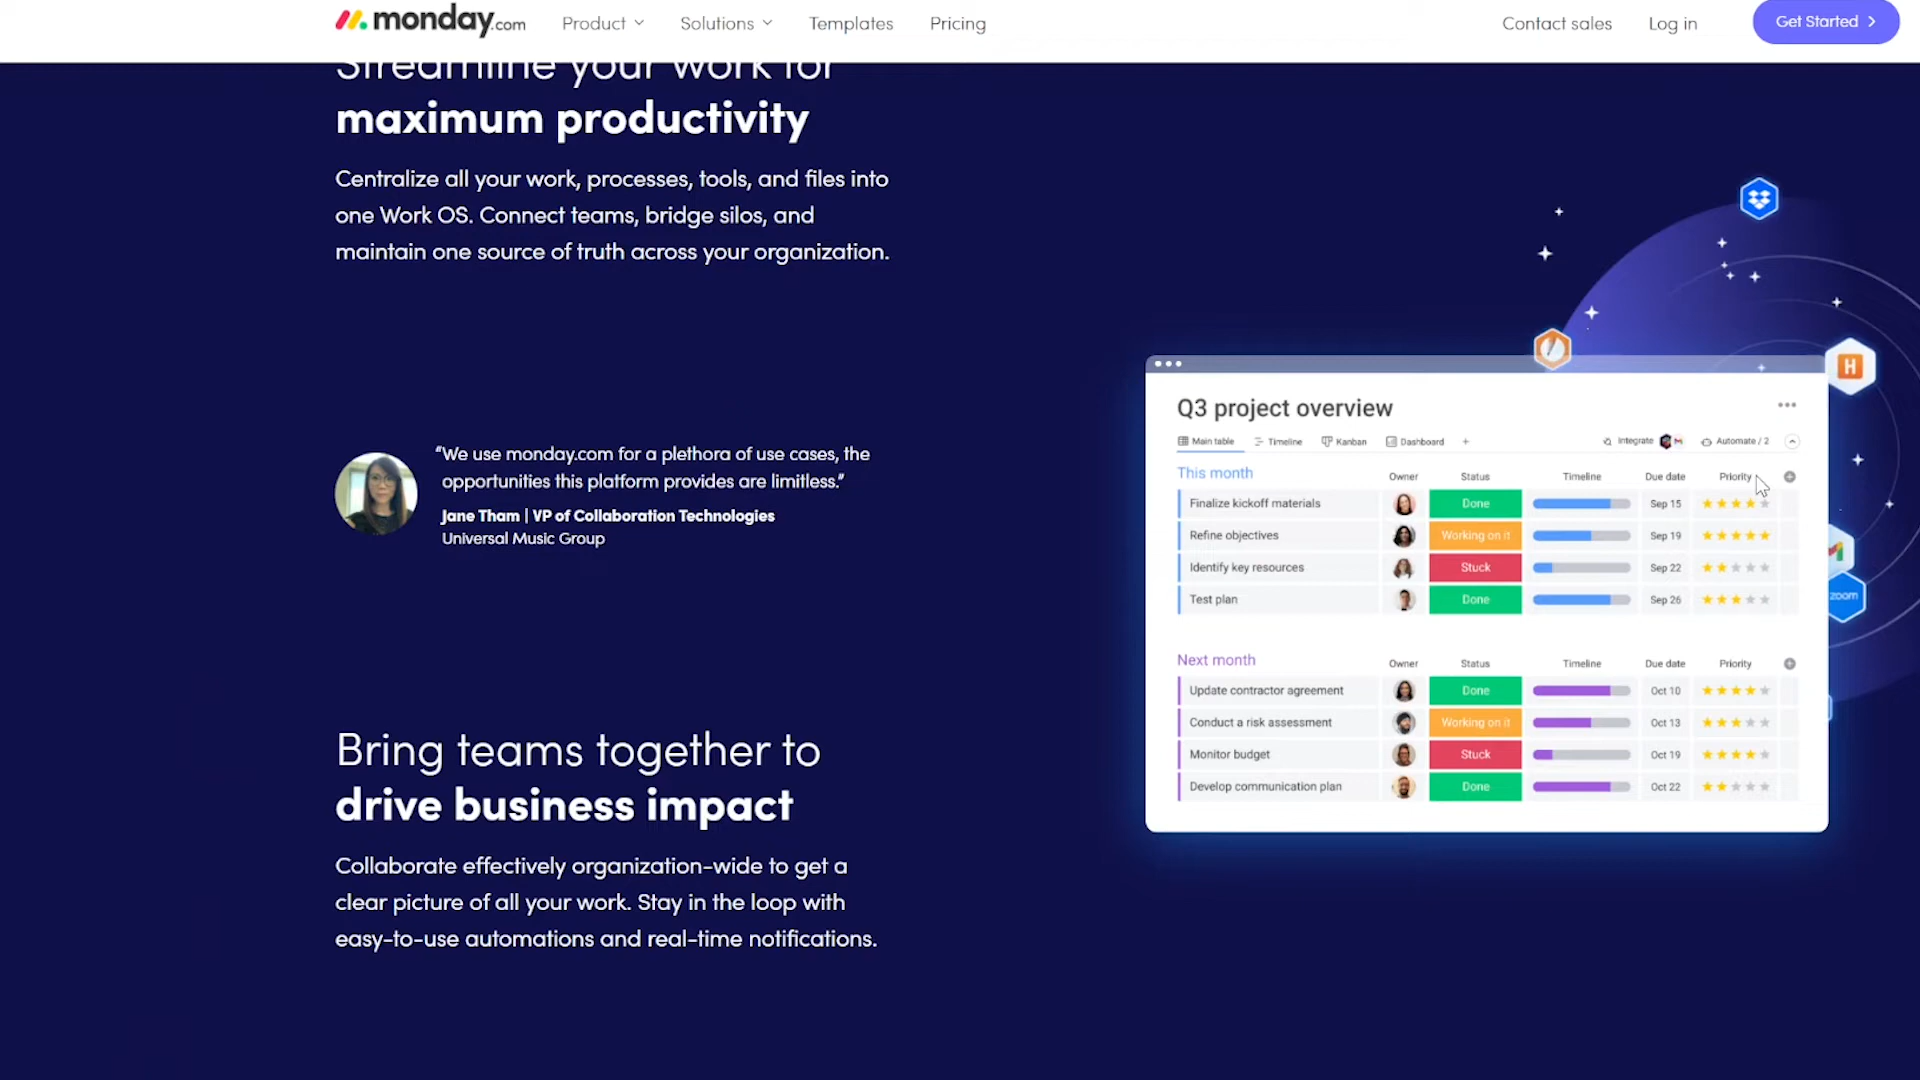 monday.com Product Solutions Templates Pricing Contact sales Log in Get Started
Streamline your work for
maximum productivity
Centralize all your work, processes, tools, and files into
one Work OS. Connect teams, bridge silos, and
maintain one source of truth across your organization.
“We use monday.com for a plethora of use cases, the
opportunities this platform provides are limitless.”
Jane Tham | VP of Collaboration Technologies
Universal Music Group
Bring teams together to
drive business impact
Collaborate effectively organization-wide to get a
clear picture of all your work. Stay in the loop with
easy-to-use automations and real-time notifications.
H
zoom
Q3 project overview
Main table Timeline Kanban Dashboard + Integrate Automate / 2
This month Owner Status Timeline Due date Priority
Finalize kickoff materials Done Sep 15
Refine objectives Working on it Sep 19
Identify key resources Stuck Sep 22
Test plan Done Sep 26
Next month Owner Status Timeline Due date Priority
Update contractor agreement Done Oct 10
Conduct a risk assessment Working on it Oct 13
Monitor budget Stuck Oct 19
Develop communication plan Done Oct 22